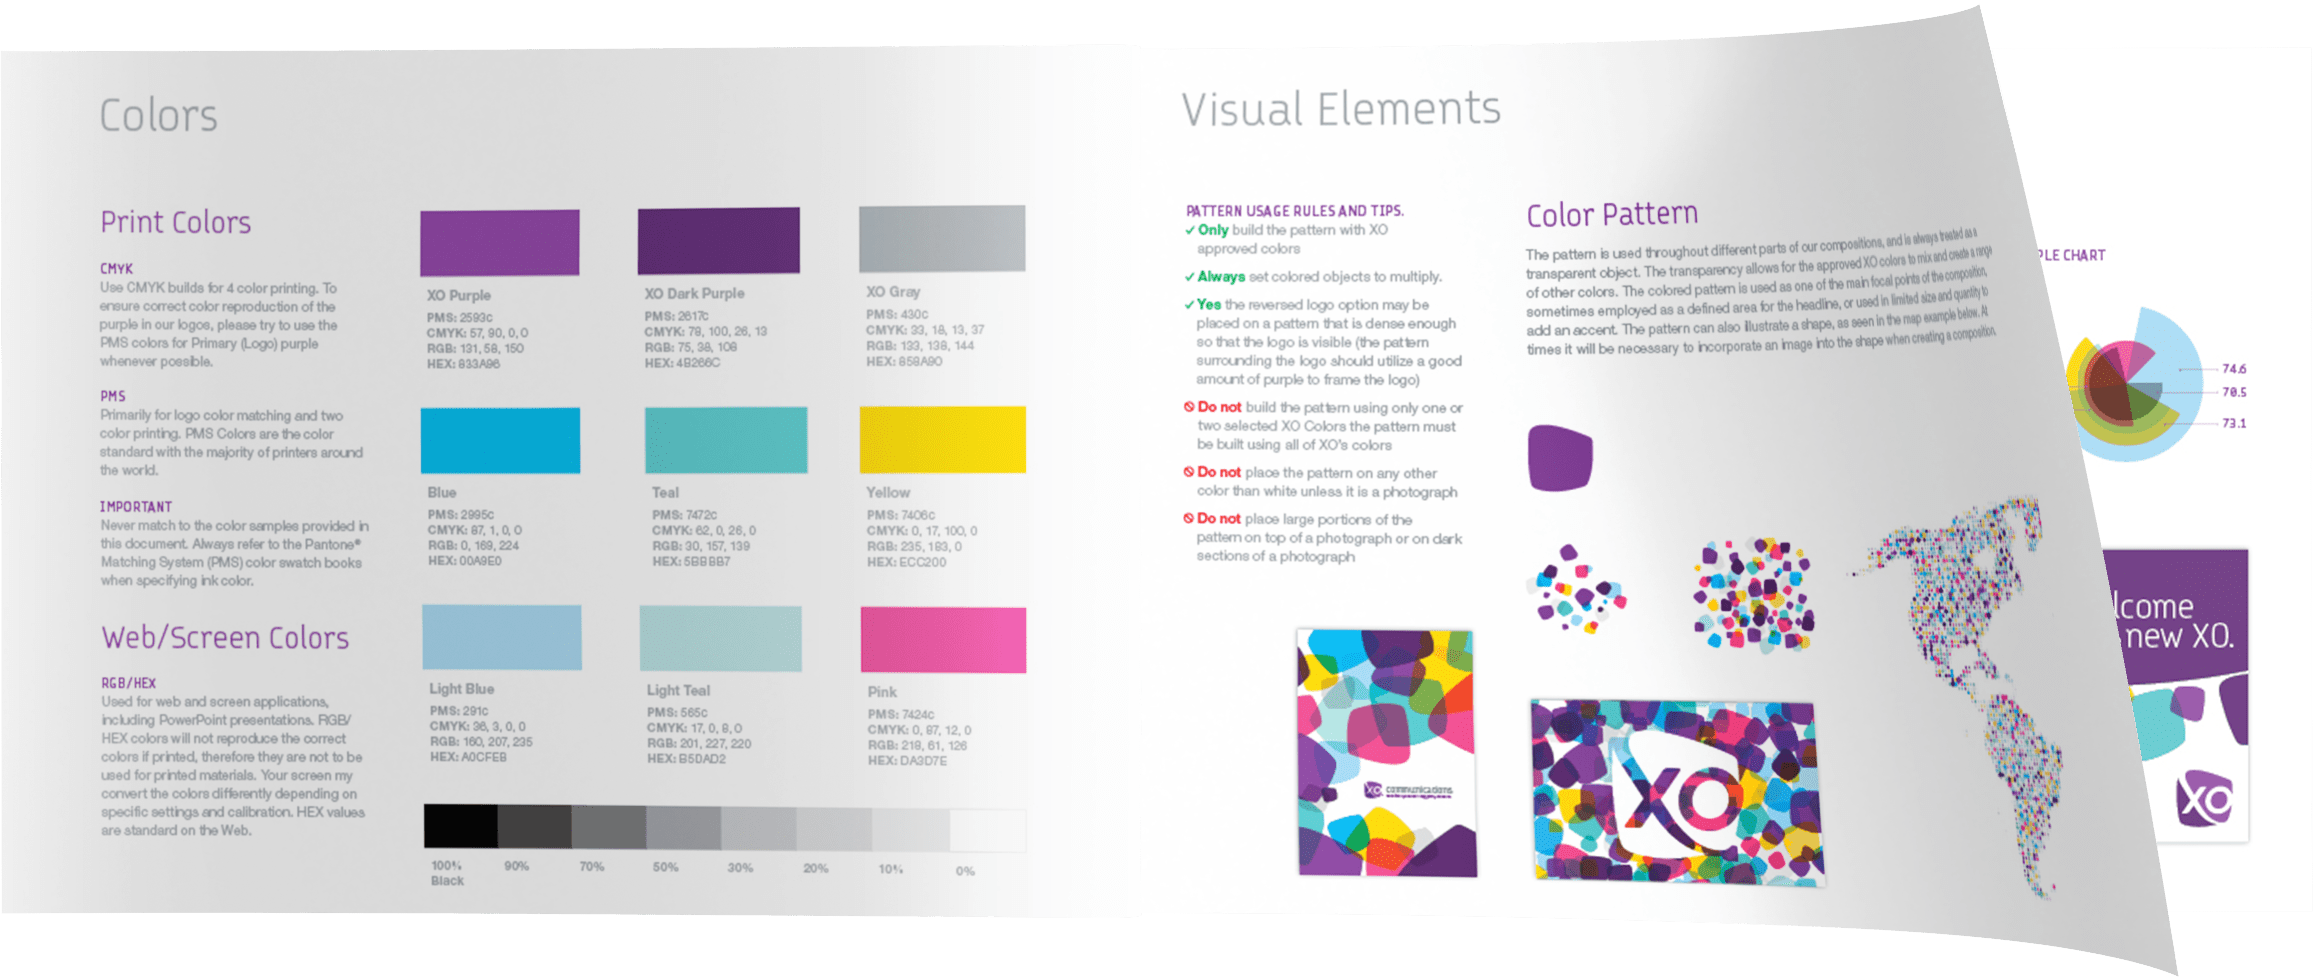 Colors
Print Colors
CMYK
Use CMYK builds for 4 color printing. To
ensure correct color reproduction of the
purple in our logos, please try to use the
PMS colors for Primary (Logo) purple
whenever possible.
PMS
Primarily for logo color matching and two
color printing. PMS Colors are the color
standard with the majority of printers around
the world.
IMPORTANT
Never match to the color samples provided in
this document. Always refer to the Pantone®
Matching System (PMS) color swatch books
when specifying ink color.
Web/Screen Colors
RGB/HEX
Used for web and screen applications,
including PowerPoint presentations. RGB/
HEX colors will not reproduce the correct
colors if printed, therefore they are not to be
used for printed materials. Your screen my
convert the colors differently depending on
specific settings and calibration. HEX values
are standard on the Web.
XO Purple
PMS: 2593c
CMYK: 57, 90, 0, 0
RGB: 131, 58, 150
HEX: 833A96
XO Dark Purple
PMS: 2617c
CMYK: 79, 100, 26, 13
RGB: 75, 38, 108
HEX: 4B266C
XO Gray
PMS: 430c
CMYK: 33, 18, 13, 37
RGB: 133, 138, 144
HEX: 858A90
Blue
PMS: 2995c
CMYK: 87, 1, 0, 0
RGB: 0, 169, 224
HEX: 00A9E0
Teal
PMS: 7472c
CMYK: 62, 0, 26, 0
RGB: 30, 157, 139
HEX: 5BBBB7
Yellow
PMS: 7406c
CMYK: 0, 17, 100, 0
RGB: 235, 193, 0
HEX: ECC200
Light Blue
PMS: 291c
CMYK: 36, 3, 0, 0
RGB: 160, 207, 235
HEX: A0CFEB
Light Teal
PMS: 565c
CMYK: 17, 0, 8, 0
RGB: 201, 227, 220
HEX: B5DAD2
Pink
PMS: 7424c
CMYK: 0, 87, 12, 0
RGB: 218, 61, 126
HEX: DA3D7E
100% 90% 70% 50% 30% 20% 10% 0%
Black
Visual Elements
PATTERN USAGE RULES AND TIPS.
✓ Only build the pattern with XO
approved colors
✓ Always set colored objects to multiply.
✓ Yes the reversed logo option may be
placed on a pattern that is dense enough
so that the logo is visible (the pattern
surrounding the logo should utilize a good
amount of purple to frame the logo)
Do not build the pattern using only one or
two selected XO Colors the pattern must
be built using all of XO's colors
Do not place the pattern on any other
color than white unless it is a photograph
Do not place large portions of the
pattern on top of a photograph or on dark
sections of a photograph
Color Pattern
The pattern is used throughout different parts of our compositions, and is always treated as a
transparent object. The transparency allows for the approved XO colors to mix and create a range
of other colors. The colored pattern is used as one of the main focal points of the composition,
sometimes employed as a defined area for the headline, or used in limited size and quantity to
add an accent. The pattern can also illustrate a shape, as seen in the map example below. At
times it will be necessary to incorporate an image into the shape when creating a composition.
XO communications
XO
PLE CHART
74.6
70.5
73.1
lcome
new XO.
XO